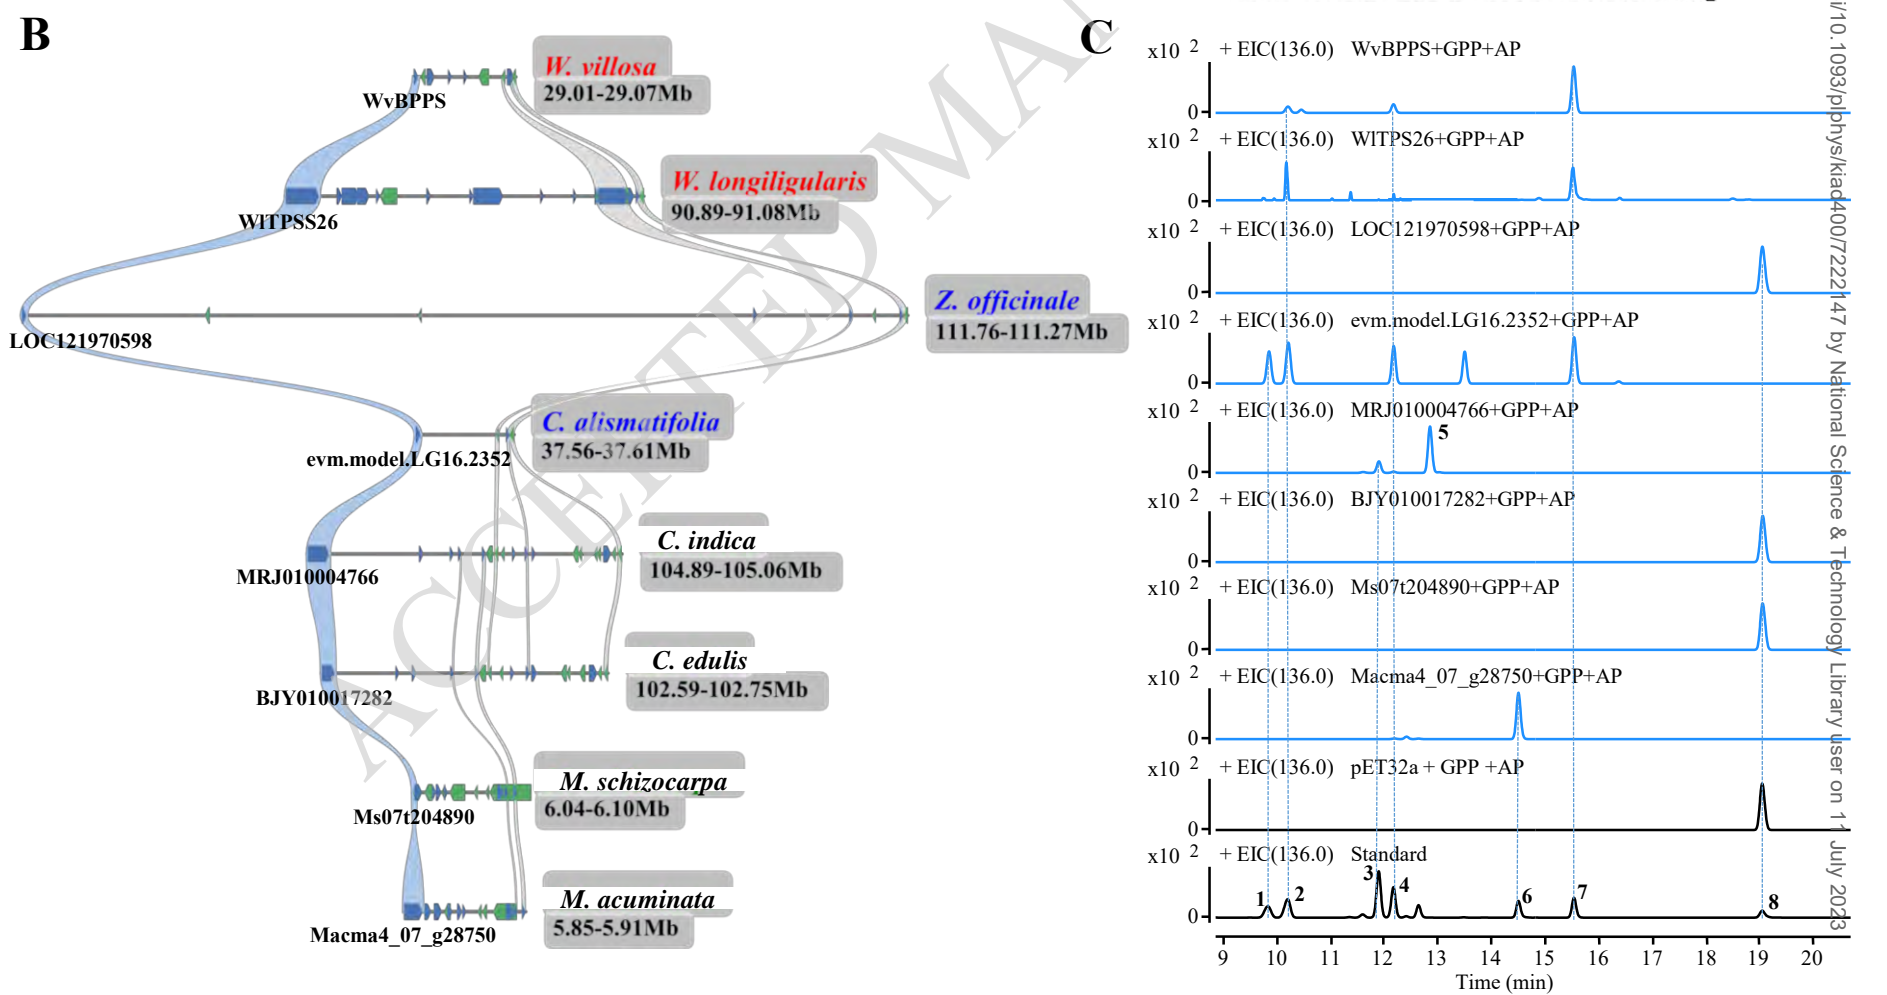 B
W. villosa
29.01-29.07Mb
WvBPPS
W. longiligularis
90.89-91.08Mb
WlTPSS26
Z. officinale
111.76-111.27Mb
LOC121970598
C. alismatifolia
37.56-37.61Mb
evm.model.LG16.2352
C. indica
104.89-105.06Mb
MRJ010004766
C. edulis
102.59-102.75Mb
BJY010017282
M. schizocarpa
6.04-6.10Mb
Ms07t204890
M. acuminata
5.85-5.91Mb
Macma4_07_g28750
C
x10 2 + EIC(136.0) WvBPPS+GPP+AP
0
x10 2 + EIC(136.0) WlTPS26+GPP+AP
0
x10 2 + EIC(136.0) LOC121970598+GPP+AP
0
x10 2 + EIC(136.0) evm.model.LG16.2352+GPP+AP
0
x10 2 + EIC(136.0) MRJ010004766+GPP+AP
5
0
x10 2 + EIC(136.0) BJY010017282+GPP+AP
0
x10 2 + EIC(136.0) Ms07t204890+GPP+AP
0
x10 2 + EIC(136.0) Macma4_07_g28750+GPP+AP
0
x10 2 + EIC(136.0) pET32a + GPP +AP
0
x10 2 + EIC(136.0) Standard
1 2 3 4 6 7 8
0
9 10 11 12 13 14 15 16 17 18 19 20
Time (min)
ACCEPTED MA
i/10.1093/plphys/kiad400/7222147 by National Science & Technology Library user on 11 July 2023